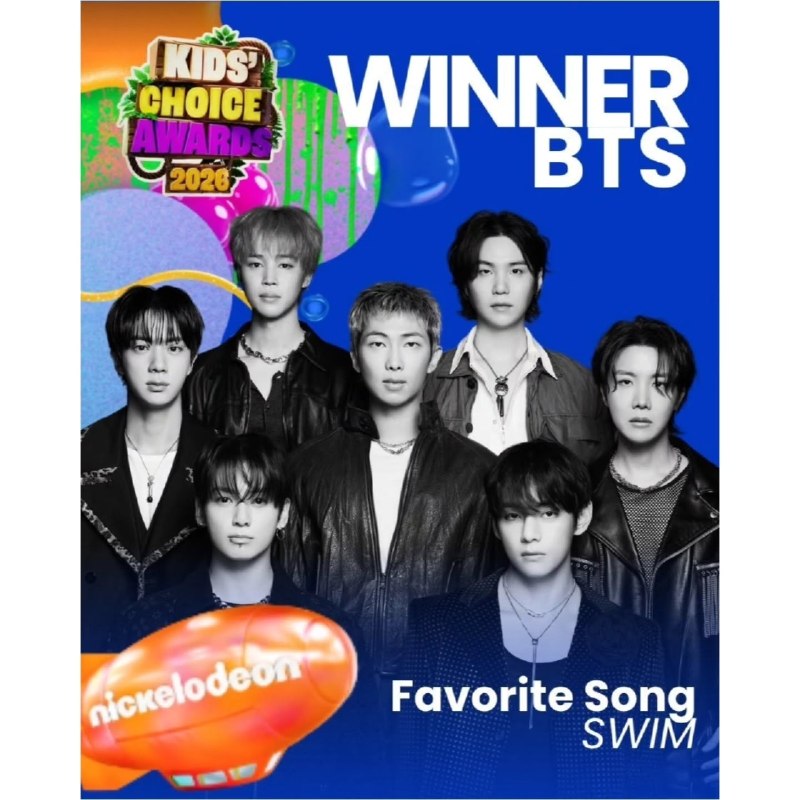 KIDS'
CHOICE
AWARDS
2026
WINNER
BTS
nickelodeon
Favorite Song
SWIM